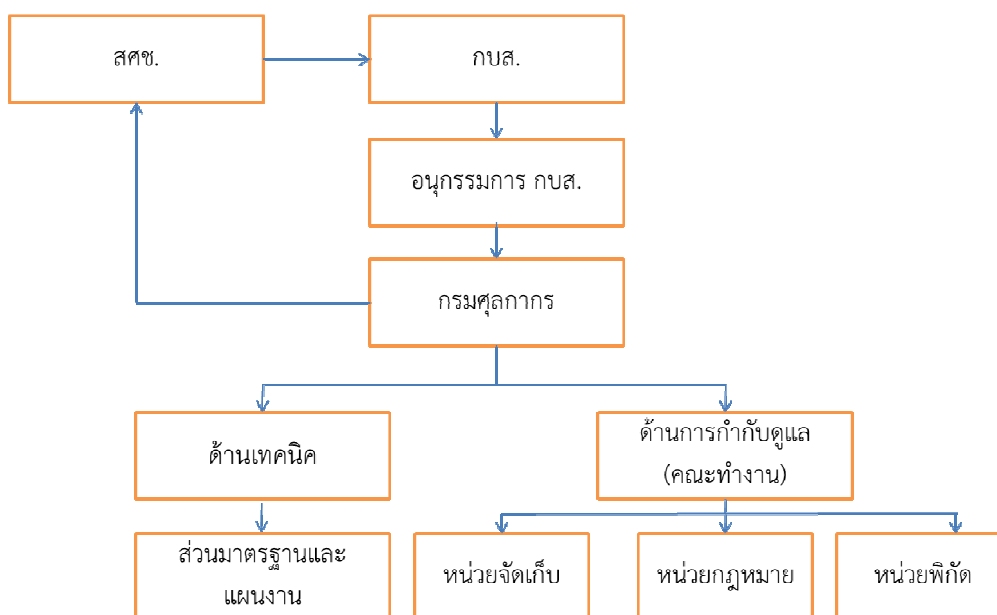 สศช.
กบส.
อนุกรรมการ กบส.
กรมศุลกากร
ด้านเทคนิค
ด้านการกำกับดูแล
(คณะทำงาน)
ส่วนมาตรฐานและ
แผนงาน
หน่วยจัดเก็บ
หน่วยกฎหมาย
หน่วยพิกัด